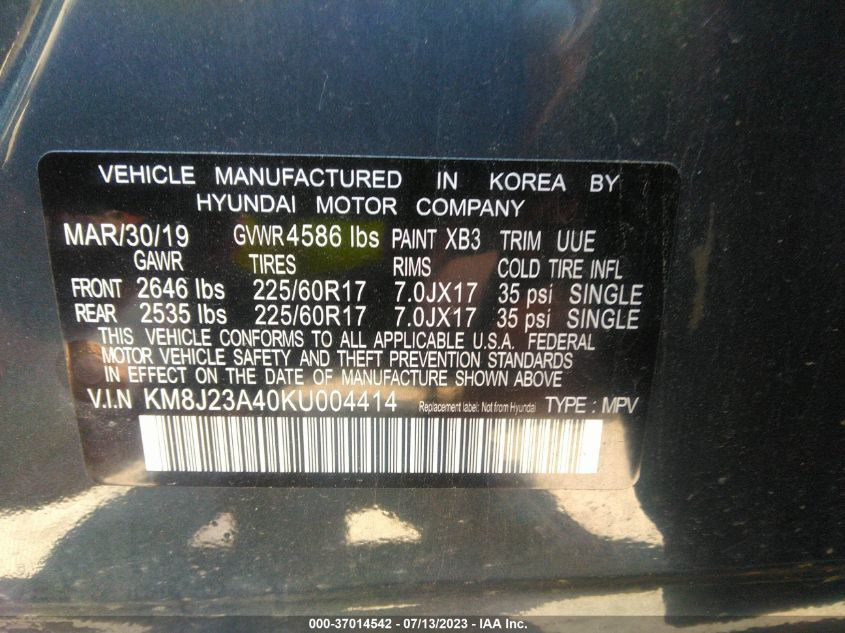 VEHICLE MANUFACTURED IN KOREA BY
HYUNDAI MOTOR COMPANY
MAR/30/19 GVWR 4586 lbs PAINT XB3 TRIM UUE
GAWR TIRES RIMS COLD TIRE INFL
FRONT 2646 lbs 225/60R17 7.0JX17 35 psi SINGLE
REAR 2535 lbs 225/60R17 7.0JX17 35 psi SINGLE
THIS VEHICLE CONFORMS TO ALL APPLICABLE U.S.A. FEDERAL
MOTOR VEHICLE SAFETY AND THEFT PREVENTION STANDARDS
IN EFFECT ON THE DATE OF MANUFACTURE SHOWN ABOVE
V.I.N KM8J23A40KU004414 Replacement label: Not from Hyundai TYPE : MPV
000-37014542 - 07/13/2023 - IAA Inc.